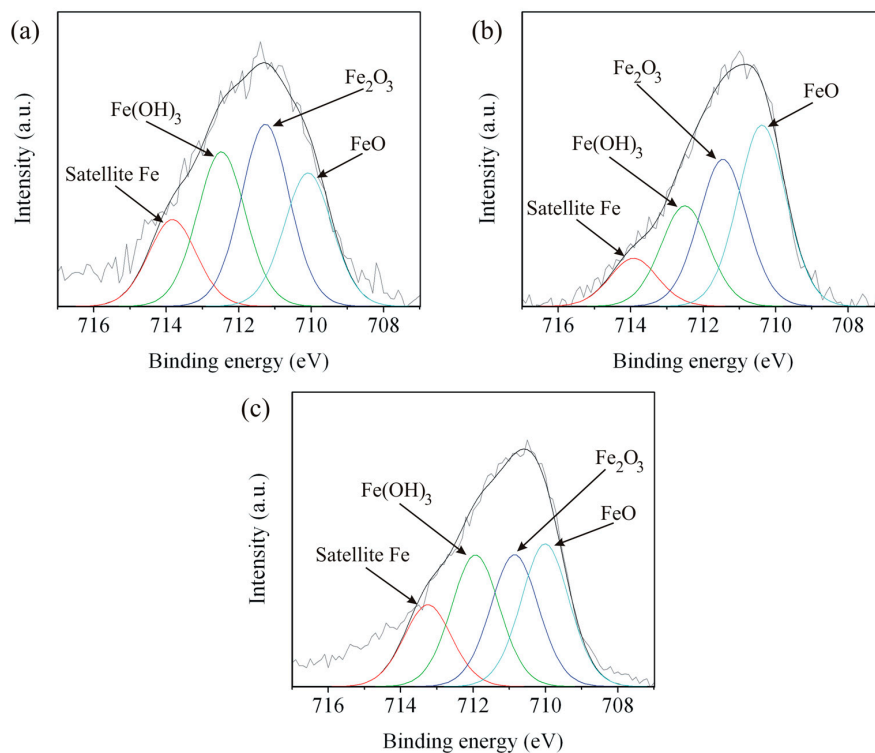 (a)
Fe₂O₃
Fe(OH)₃
FeO
Satellite Fe
Intensity (a.u.)
716 714 712 710 708
Binding energy (eV)
(b)
Fe₂O₃
FeO
Fe(OH)₃
Satellite Fe
Intensity (a.u.)
716 714 712 710 708
Binding energy (eV)
(c)
Fe₂O₃
Fe(OH)₃
FeO
Satellite Fe
Intensity (a.u.)
716 714 712 710 708
Binding energy (eV)